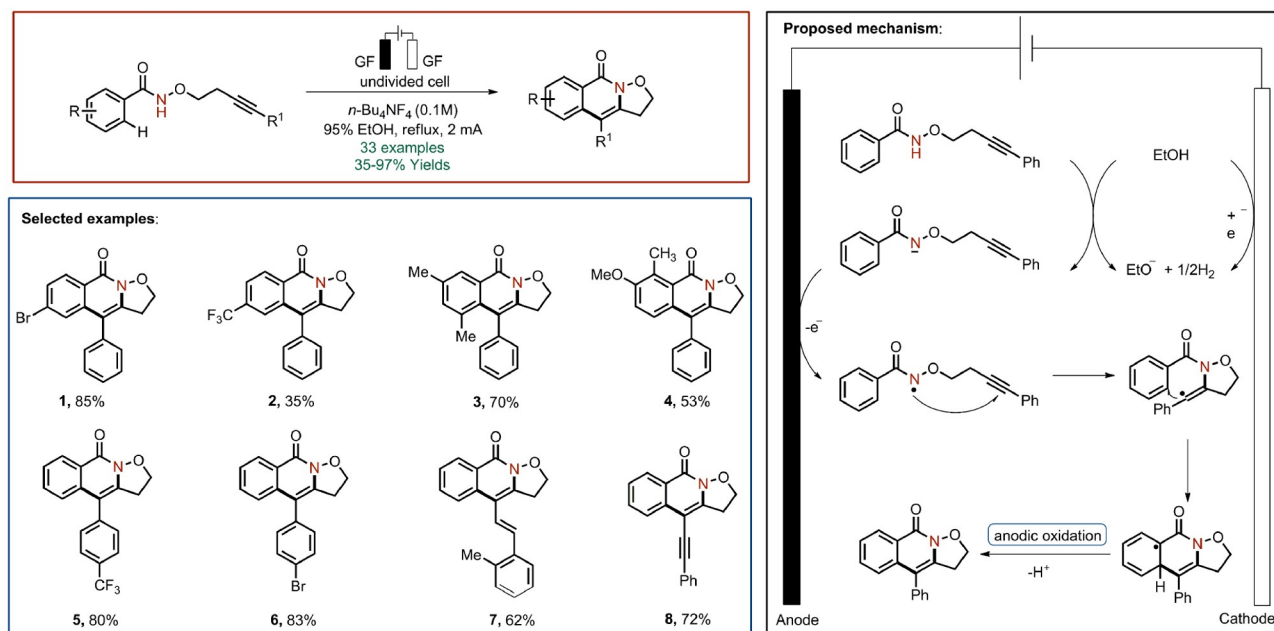 GF
GF
undivided cell
n-Bu4NF4 (0.1M)
95% EtOH, reflux, 2 mA
33 examples
35-97% Yields
R
O
N
H
O
H
R¹
R
O
N
O
R¹
Selected examples:
O
N
O
Br
1, 85%
O
N
O
F₃C
2, 35%
Me
O
N
O
Me
3, 70%
CH₃
O
MeO
N
O
4, 53%
O
N
O
CF₃
5, 80%
O
N
O
Br
6, 83%
O
N
O
Me
7, 62%
O
N
O
Ph
8, 72%
Proposed mechanism:
O
N
H
O
Ph
EtOH
+ e⁻
O
N
O
Ph
EtO⁻ + 1/2H₂
-e⁻
O
N
O
Ph
O
N
O
Ph
O
N
O
Ph
anodic oxidation
-H⁺
O
N
O
H
Ph
Anode
Cathode